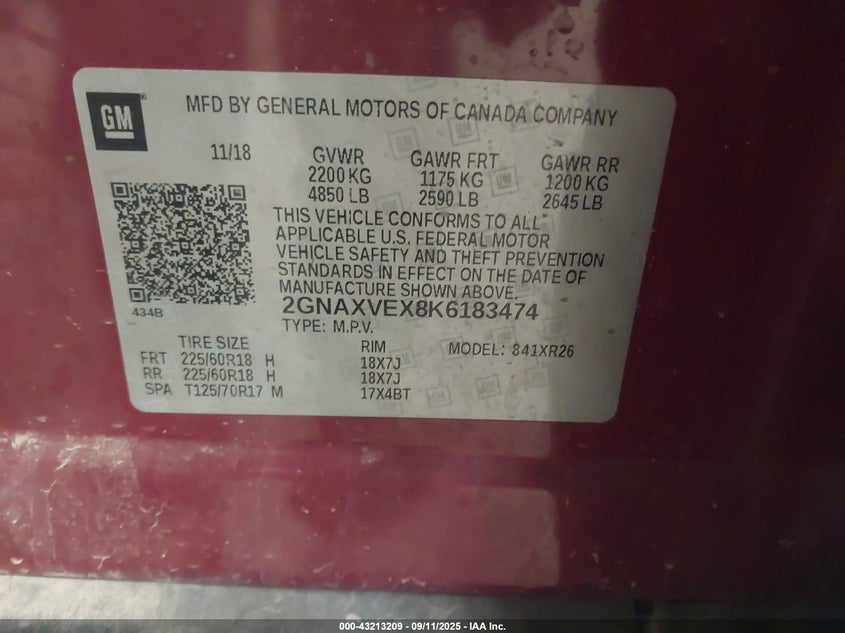 GM
MFD BY GENERAL MOTORS OF CANADA COMPANY
11/18 GVWR GAWR FRT GAWR RR
2200 KG 1175 KG 1200 KG
4850 LB 2590 LB 2645 LB
THIS VEHICLE CONFORMS TO ALL
APPLICABLE U.S. FEDERAL MOTOR
VEHICLE SAFETY AND THEFT PREVENTION
STANDARDS IN EFFECT ON THE DATE OF
MANUFACTURE SHOWN ABOVE.
434B
2GNAXVEX8K6183474
TYPE: M.P.V.
TIRE SIZE RIM MODEL: 841XR26
FRT 225/60R18 H 18X7J
RR 225/60R18 H 18X7J
SPA T125/70R17 M 17X4BT
000-43213209 - 09/11/2025 - IAA Inc.